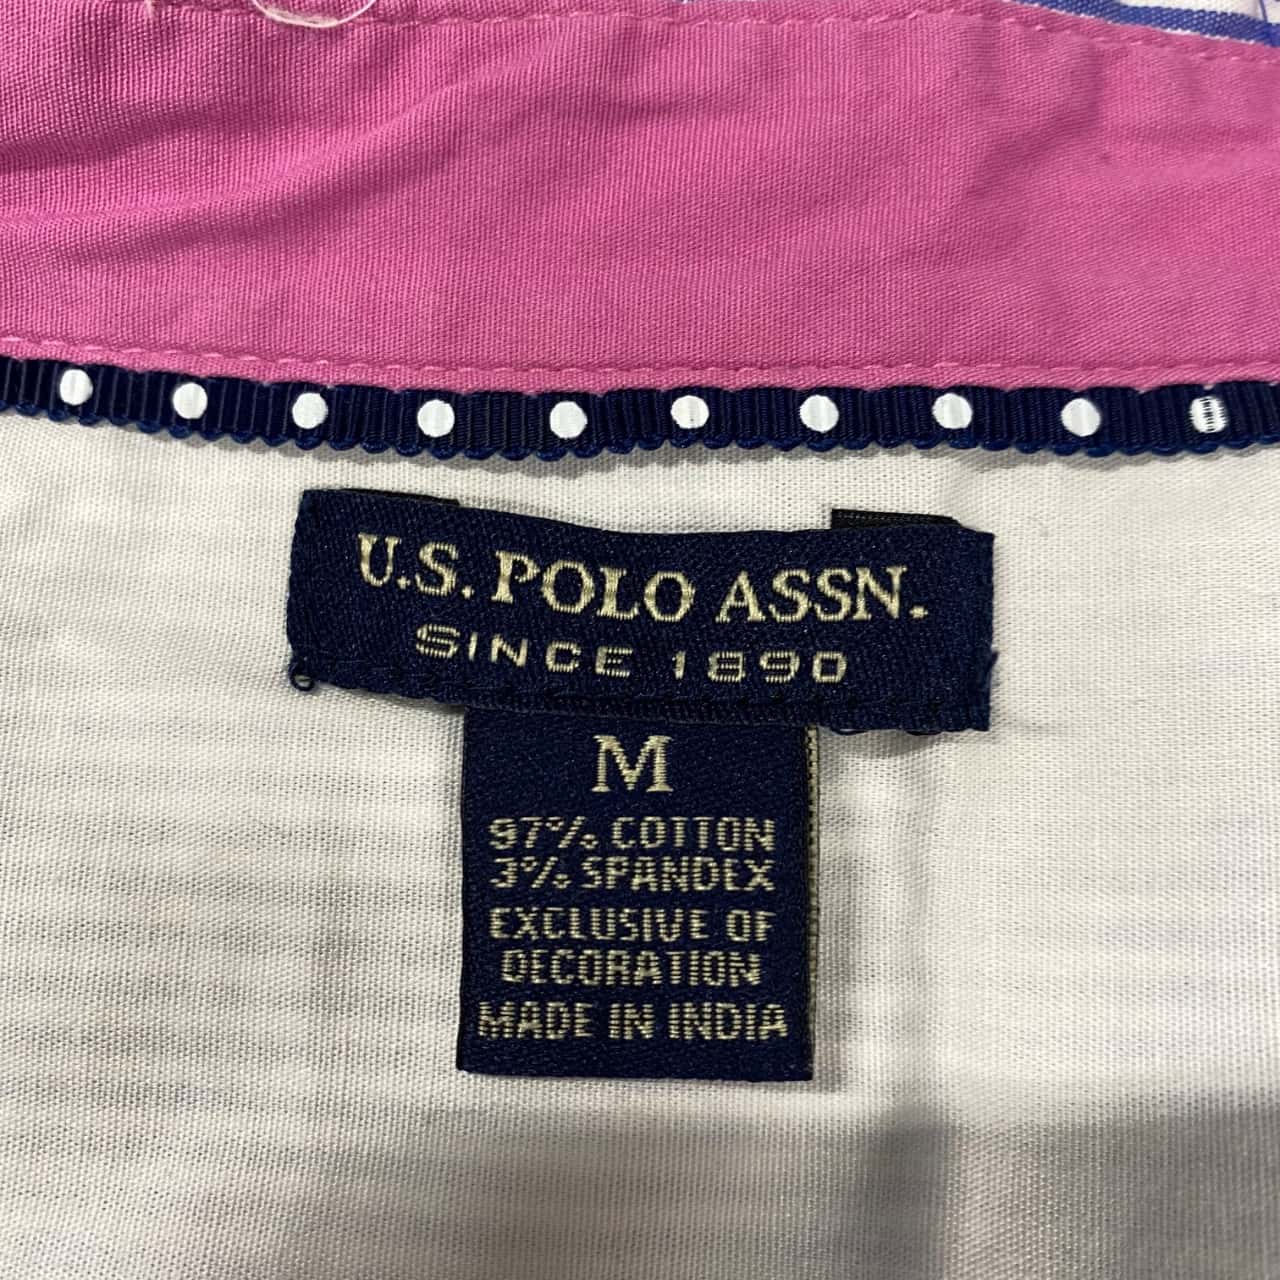 U.S. POLO ASSN.
SINCE 1890
M
97% COTTON
3% SPANDEX
EXCLUSIVE OF
DECORATION
MADE IN INDIA